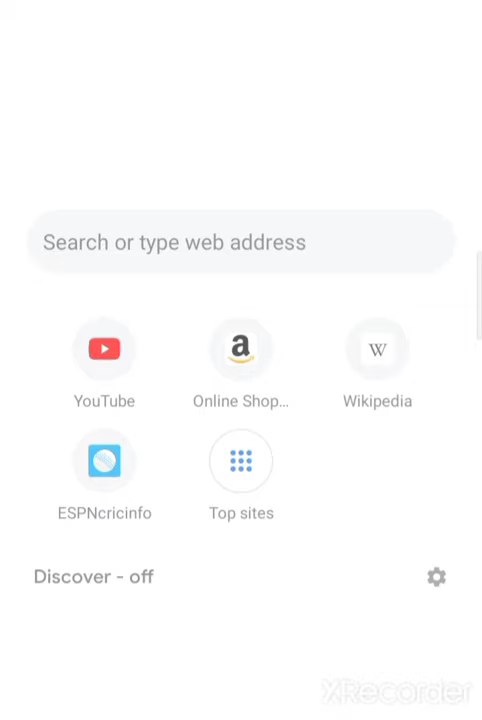 Search or type web address
YouTube
Online Shop...
Wikipedia
ESPNcricinfo
Top sites
Discover - off
XRecorder